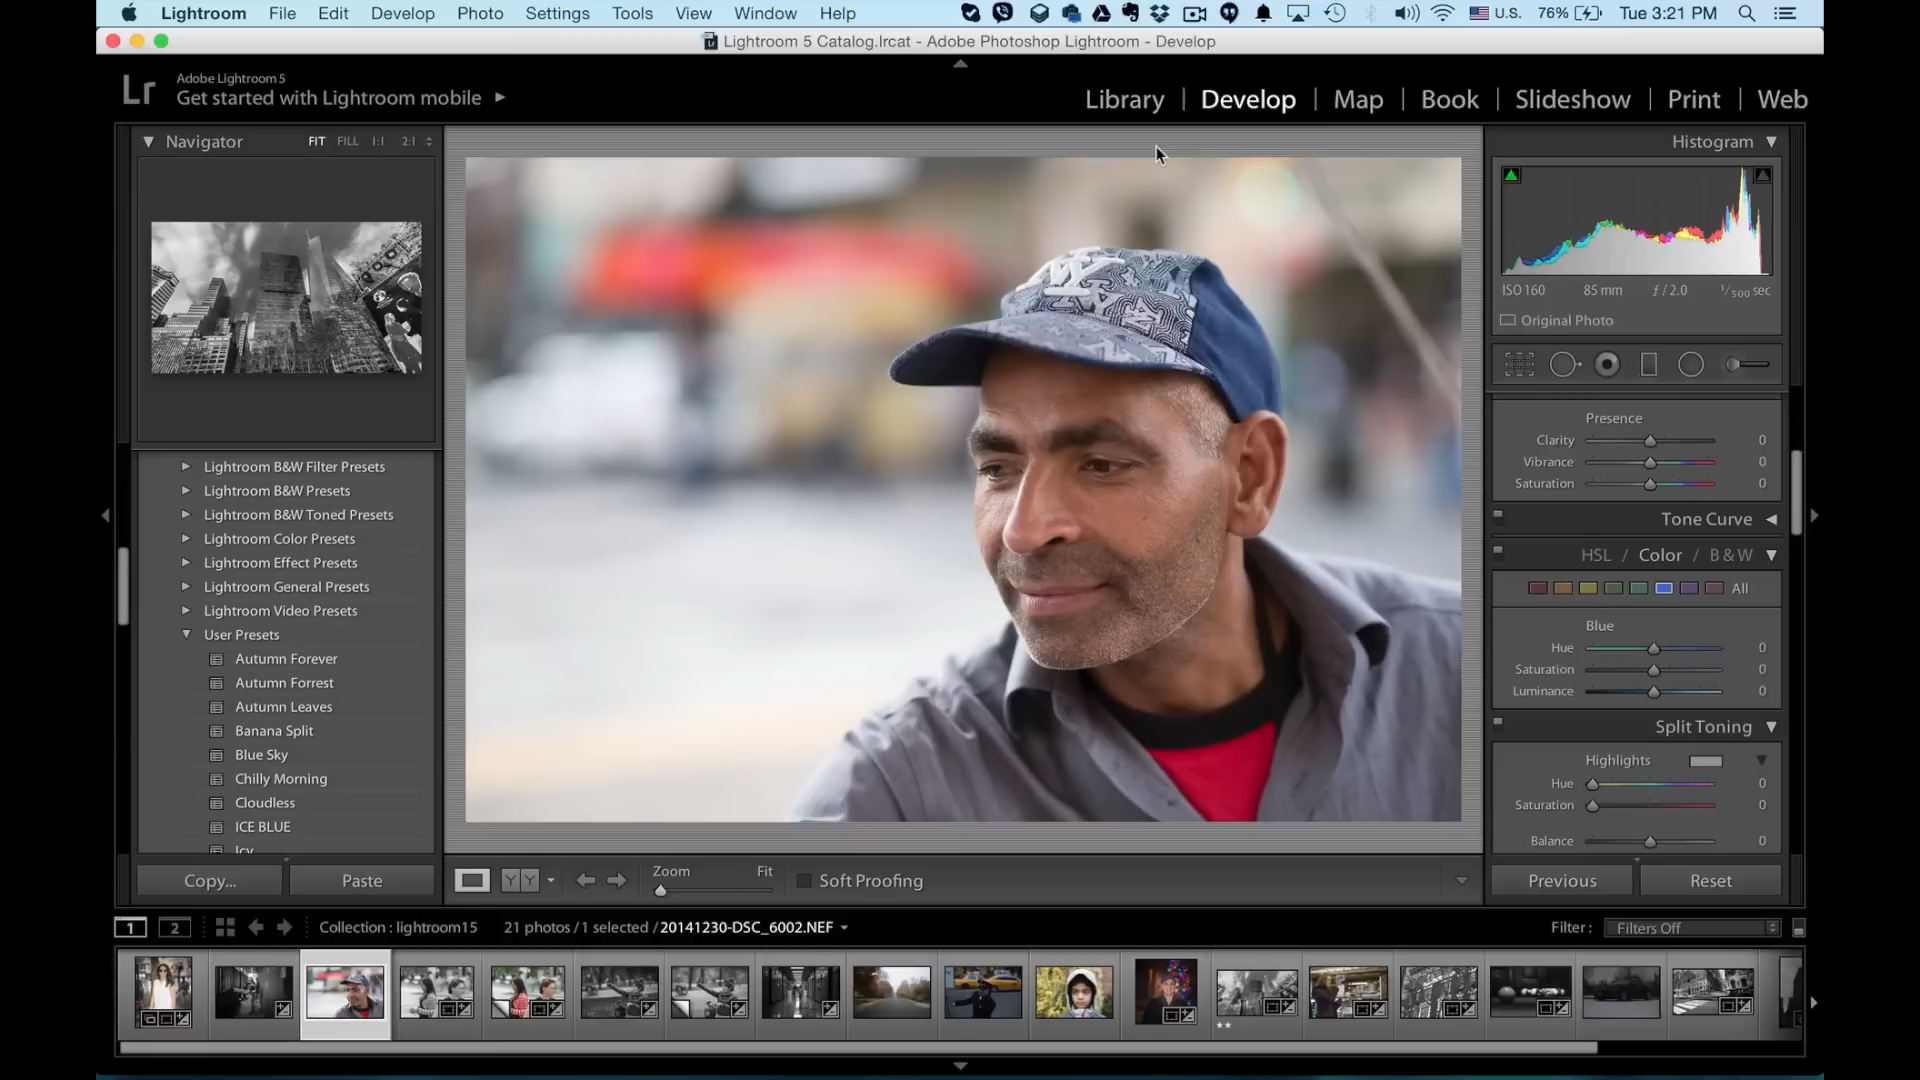 Lightroom File Edit Develop Photo Settings Tools View Window Help U.S. 76% Tue 3:21 PM
Lightroom 5 Catalog.lrcat - Adobe Photoshop Lightroom - Develop
Lr
Adobe Lightroom 5
Get started with Lightroom mobile
Library | Develop | Map | Book | Slideshow | Print | Web
Navigator FIT FILL 1:1 2:1
Lightroom B&W Filter Presets
Lightroom B&W Presets
Lightroom B&W Toned Presets
Lightroom Color Presets
Lightroom Effect Presets
Lightroom General Presets
Lightroom Video Presets
User Presets
Autumn Forever
Autumn Forrest
Autumn Leaves
Banana Split
Blue Sky
Chilly Morning
Cloudless
ICE BLUE
Icy
Copy... Paste
Y Y Zoom Fit Soft Proofing
Histogram
ISO 160 85 mm ƒ / 2.0 1/500 sec
Original Photo
Presence
Clarity 0
Vibrance 0
Saturation 0
Tone Curve
HSL / Color / B & W
All
Blue
Hue 0
Saturation 0
Luminance 0
Split Toning
Highlights
Hue 0
Saturation 0
Balance 0
Previous Reset
1 2 Collection : lightroom15 21 photos / 1 selected / 20141230-DSC_6002.NEF Filter : Filters Off